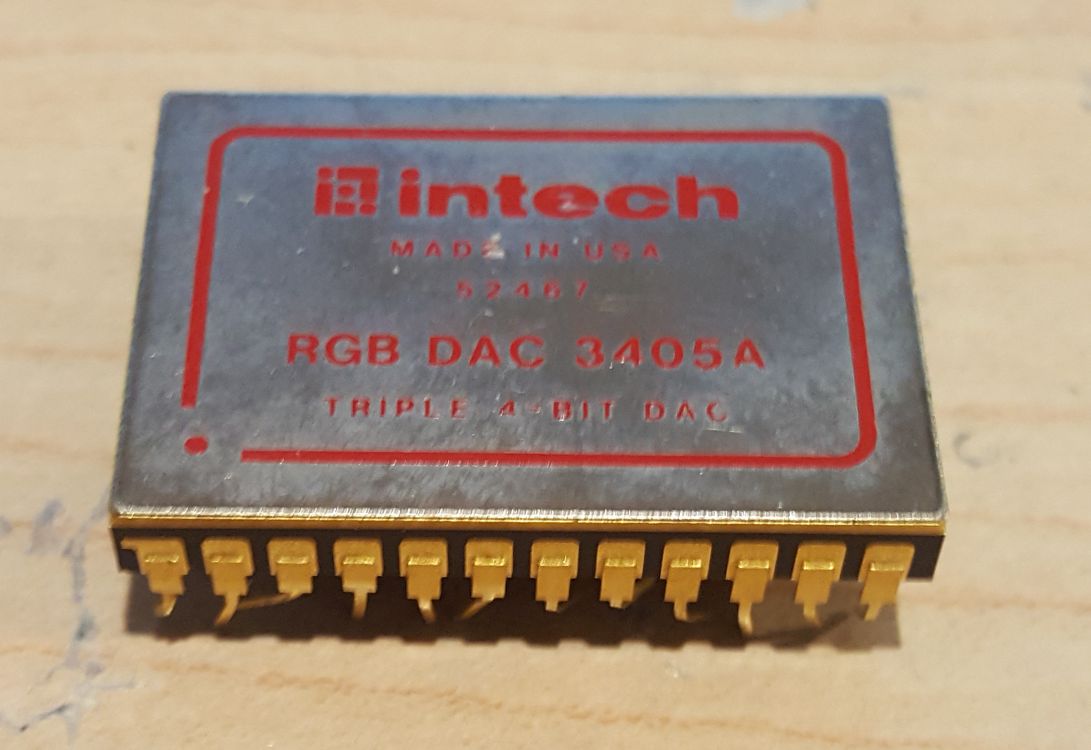 intech
MADE IN USA
52467
RGB DAC 3405A
TRIPLE 4-BIT DAC